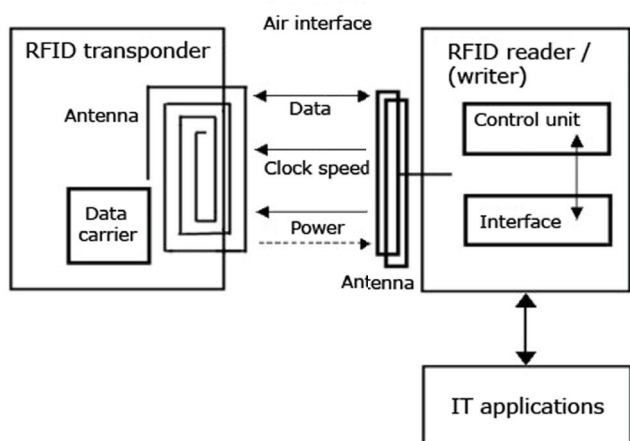 Air interface
RFID transponder
RFID reader /
(writer)
Antenna
Data
Control unit
Clock speed
Data
carrier
Power
Interface
Antenna
IT applications